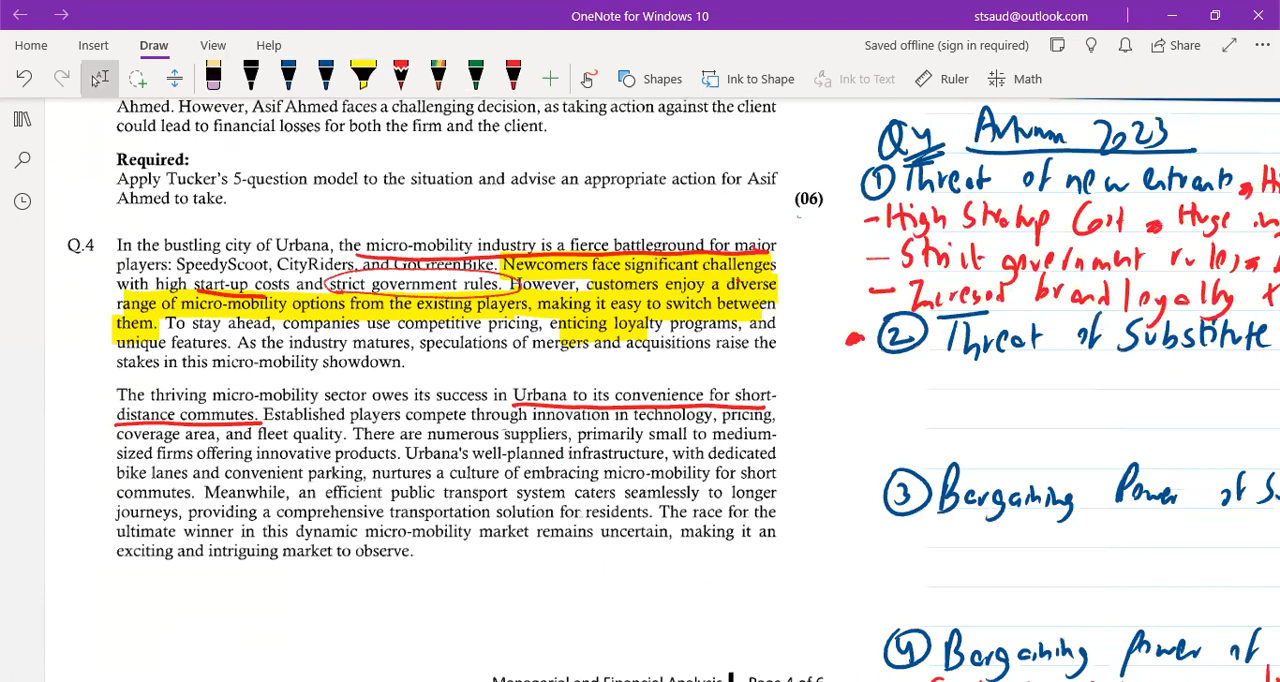 OneNote for Windows 10
stsaud@outlook.com
Home Insert Draw View Help
Saved offline (sign in required)
Share
Shapes
Ink to Shape
Ink to Text
Ruler
Math
Ahmed. However, Asif Ahmed faces a challenging decision, as taking action against the client
could lead to financial losses for both the firm and the client.
Required:
Apply Tucker's 5-question model to the situation and advise an appropriate action for Asif
Ahmed to take.
(06)
Q.4 In the bustling city of Urbana, the micro-mobility industry is a fierce battleground for major
players: SpeedyScoot, CityRiders, and GoGreenBike. Newcomers face significant challenges
with high start-up costs and strict government rules. However, customers enjoy a diverse
range of micro-mobility options from the existing players, making it easy to switch between
them. To stay ahead, companies use competitive pricing, enticing loyalty programs, and
unique features. As the industry matures, speculations of mergers and acquisitions raise the
stakes in this micro-mobility showdown.
The thriving micro-mobility sector owes its success in Urbana to its convenience for short-
distance commutes. Established players compete through innovation in technology, pricing,
coverage area, and fleet quality. There are numerous suppliers, primarily small to medium-
sized firms offering innovative products. Urbana's well-planned infrastructure, with dedicated
bike lanes and convenient parking, nurtures a culture of embracing micro-mobility for short
commutes. Meanwhile, an efficient public transport system caters seamlessly to longer
journeys, providing a comprehensive transportation solution for residents. The race for the
ultimate winner in this dynamic micro-mobility market remains uncertain, making it an
exciting and intriguing market to observe.
Managerial and Financial Analysis Page 4 of 6
Q4 Autumn 2023
① Threat of new entrants
- High Startup Cost Huge in
- Strict government rules
- Incresed brand loyalty
② Threat of Substitute
③ Bargaining Power of S
④ Bargaining power of